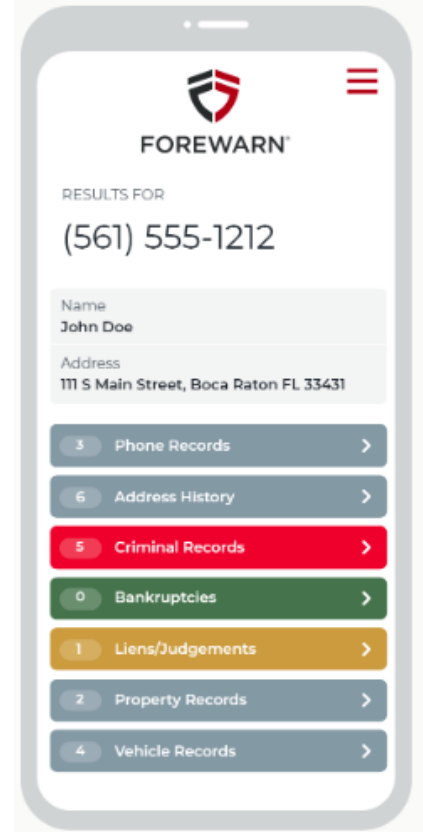 FOREWARN®
RESULTS FOR
(561) 555-1212
Name
John Doe
Address
111 S Main Street, Boca Raton FL 33431
3 Phone Records
6 Address History
5 Criminal Records
0 Bankruptcies
1 Liens/Judgements
2 Property Records
4 Vehicle Records